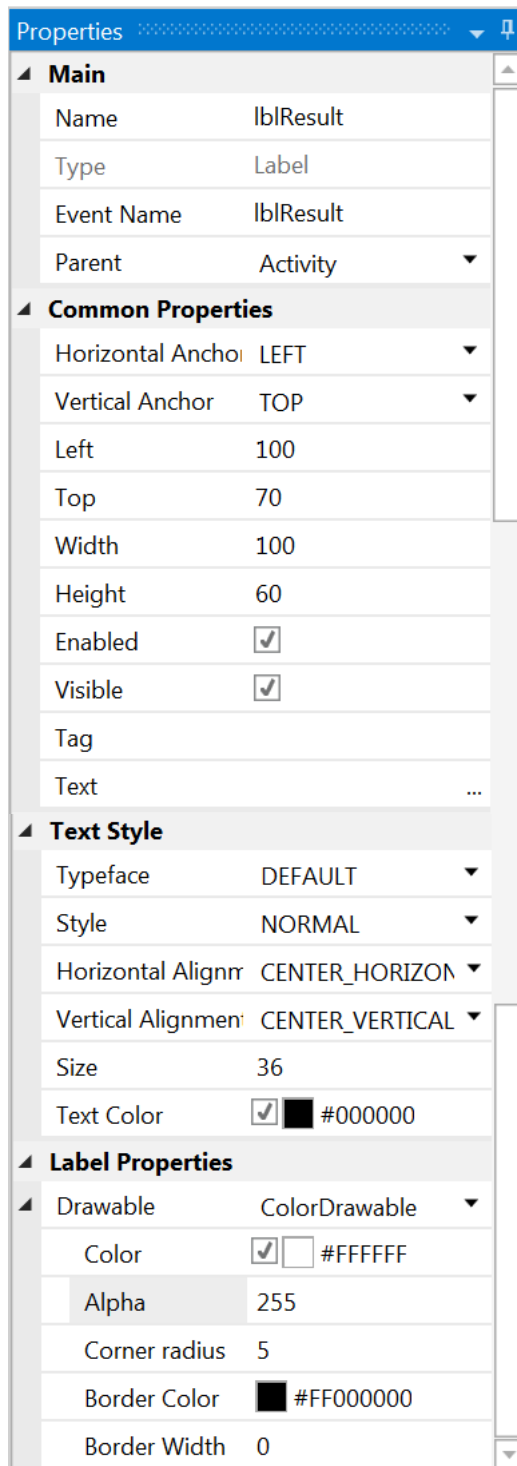 Properties
Main
Name lblResult
Type Label
Event Name lblResult
Parent Activity
Common Properties
Horizontal Anchor LEFT
Vertical Anchor TOP
Left 100
Top 70
Width 100
Height 60
Enabled
Visible
Tag
Text ...
Text Style
Typeface DEFAULT
Style NORMAL
Horizontal Alignm CENTER_HORIZON
Vertical Alignment CENTER_VERTICAL
Size 36
Text Color #000000
Label Properties
Drawable ColorDrawable
Color #FFFFFF
Alpha 255
Corner radius 5
Border Color #FF000000
Border Width 0